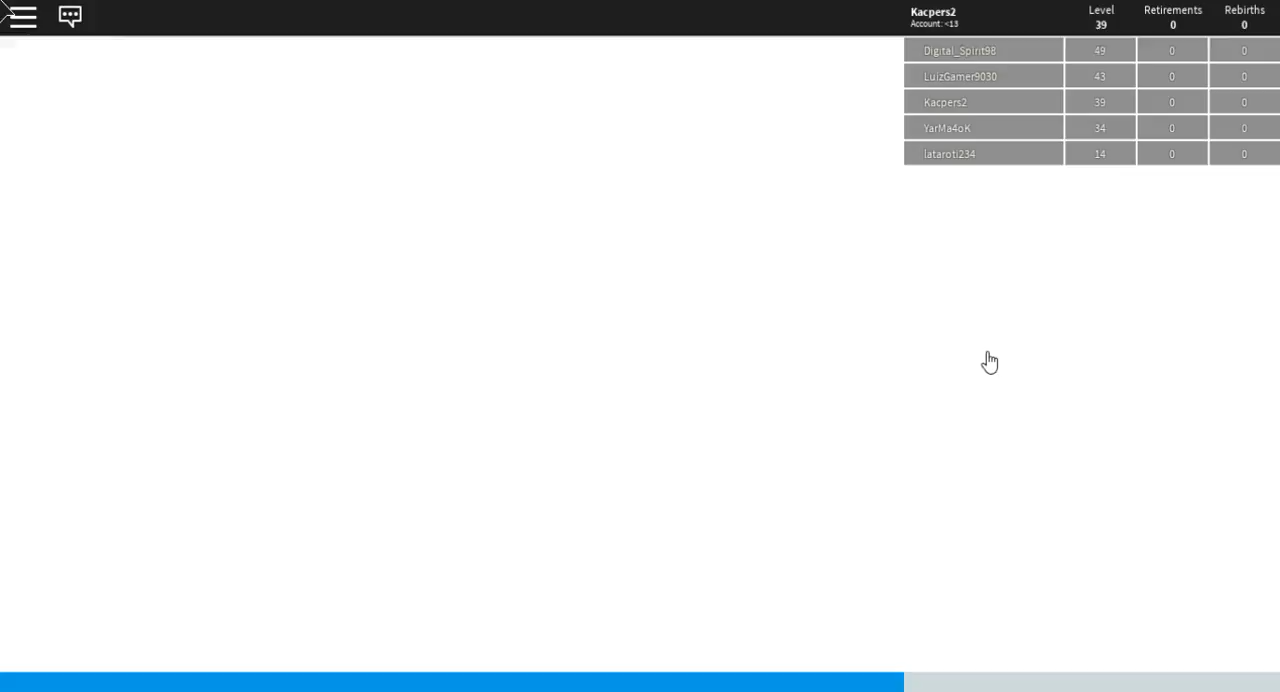 Kacpers2 Level Retirements Rebirths
Account: <13 39 0 0
Digital_Spirit98 49 0 0
LuizGamer9030 43 0 0
Kacpers2 39 0 0
YarMa4oK 34 0 0
lataroti234 14 0 0